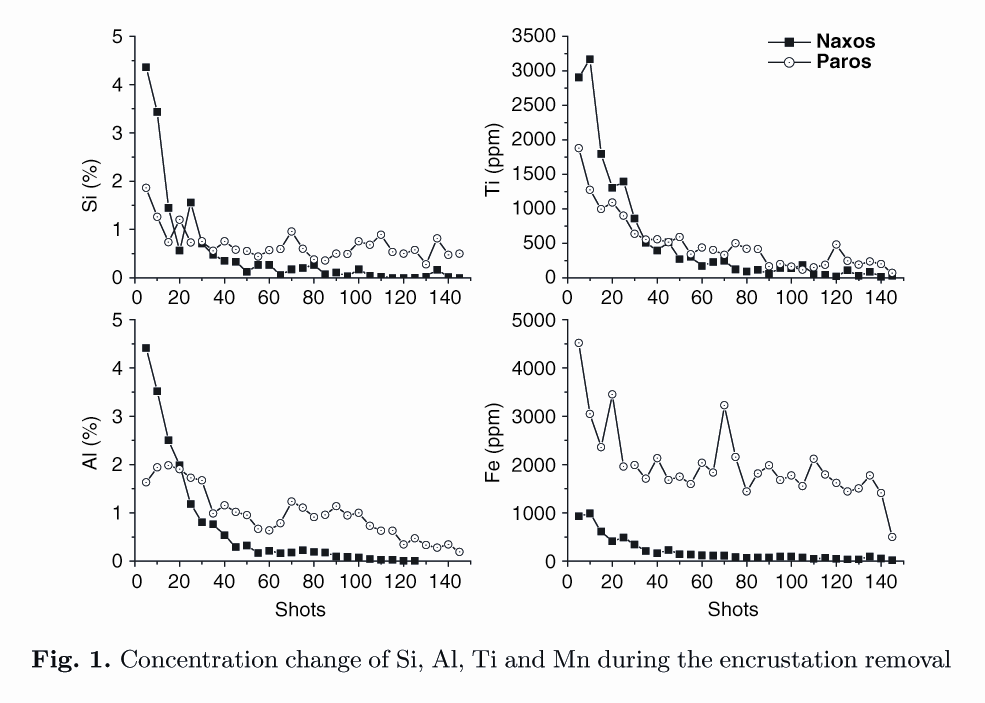 Si (%)
5
4
3
2
1
0
0 20 40 60 80 100 120 140
Ti (ppm)
3500
3000
2500
2000
1500
1000
500
0
0 20 40 60 80 100 120 140
Naxos
Paros
Al (%)
5
4
3
2
1
0
0 20 40 60 80 100 120 140
Shots
Fe (ppm)
5000
4000
3000
2000
1000
0
0 20 40 60 80 100 120 140
Shots
Fig. 1. Concentration change of Si, Al, Ti and Mn during the encrustation removal